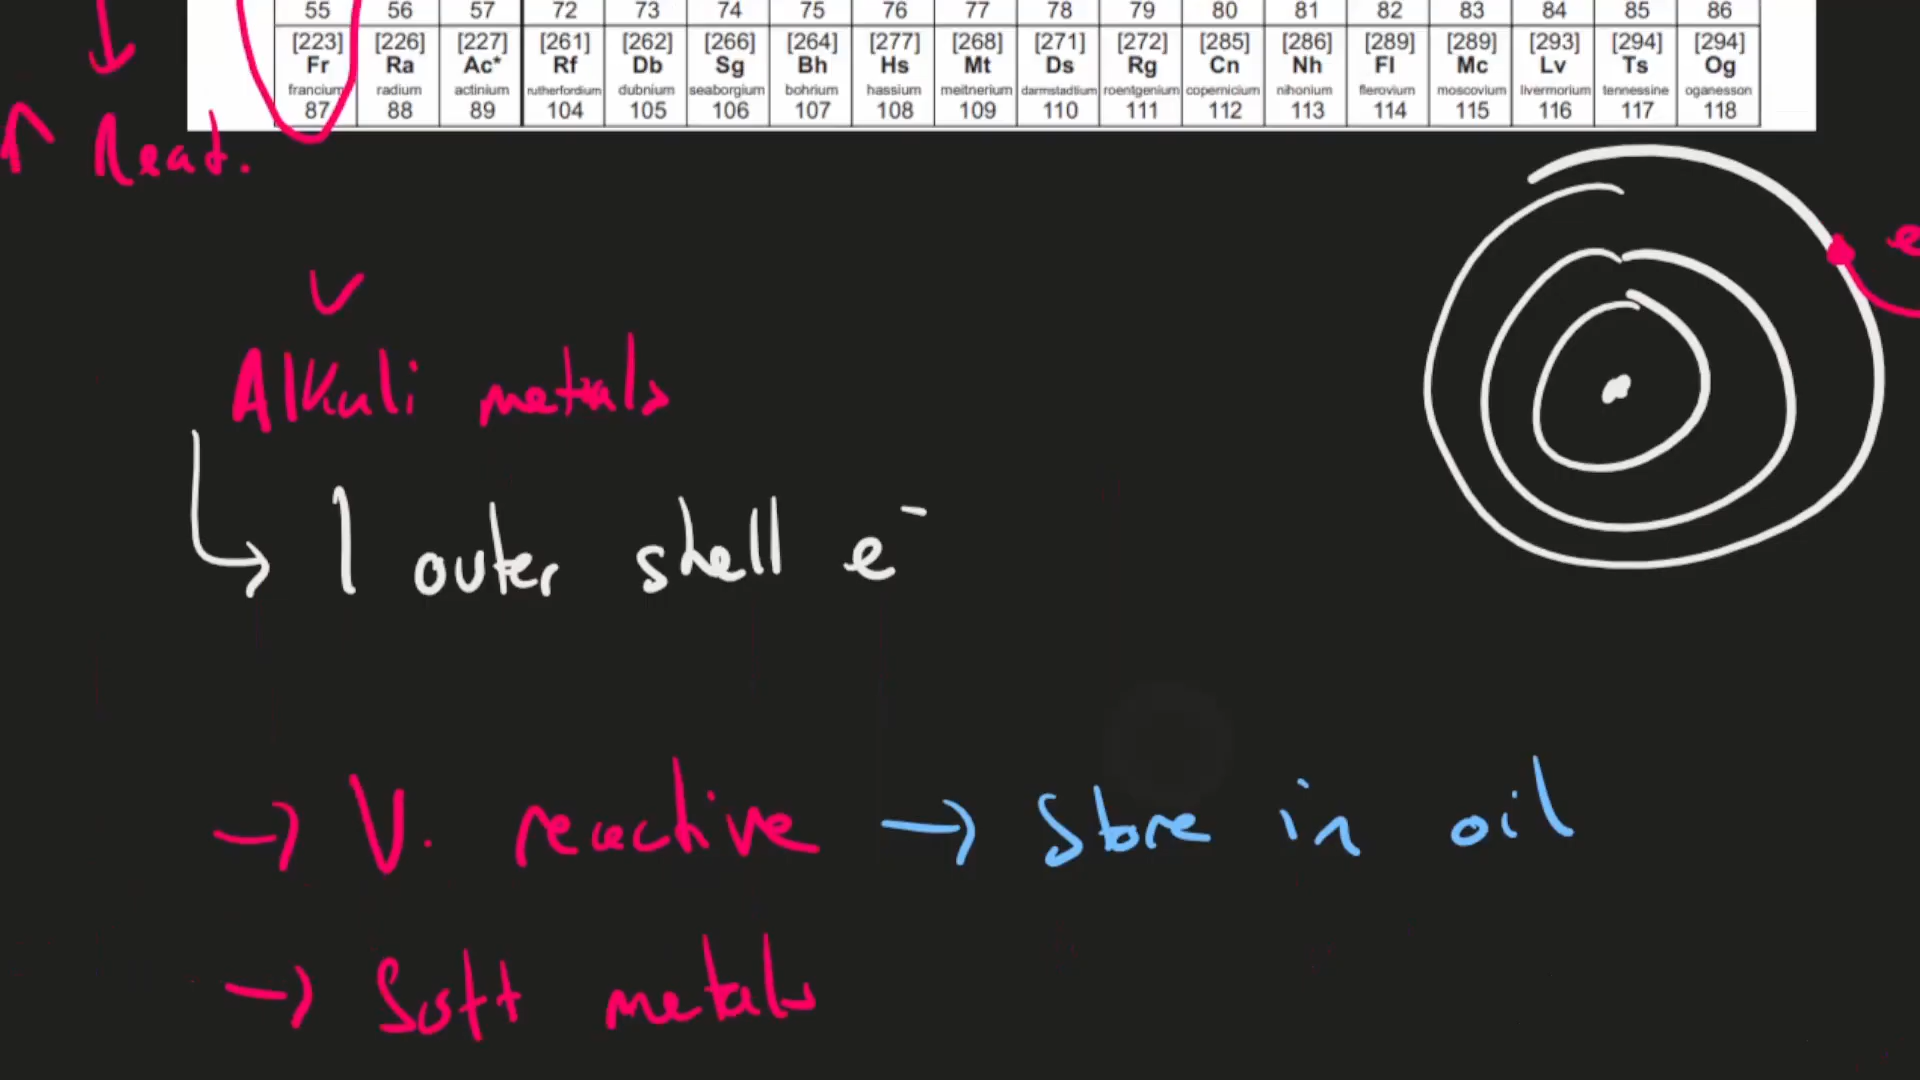 55 56 57 72 73 74 75 76 77 78 79 80 81 82 83 84 85 86
[223] [226] [227] [261] [262] [266] [264] [277] [268] [271] [272] [285] [286] [289] [289] [293] [294] [294]
Fr Ra Ac* Rf Db Sg Bh Hs Mt Ds Rg Cn Nh Fl Mc Lv Ts Og
francium radium actinium rutherfordium dubnium seaborgium bohrium hassium meitnerium darmstadtium roentgenium copernicium nihonium flerovium moscovium livermorium tennessine oganesson
87 88 89 104 105 106 107 108 109 110 111 112 113 114 115 116 117 118
↑ Reat.
e
Alkali metals
1 outer shell e⁻
→ V. reactive → Store in oil
→ Soft metals